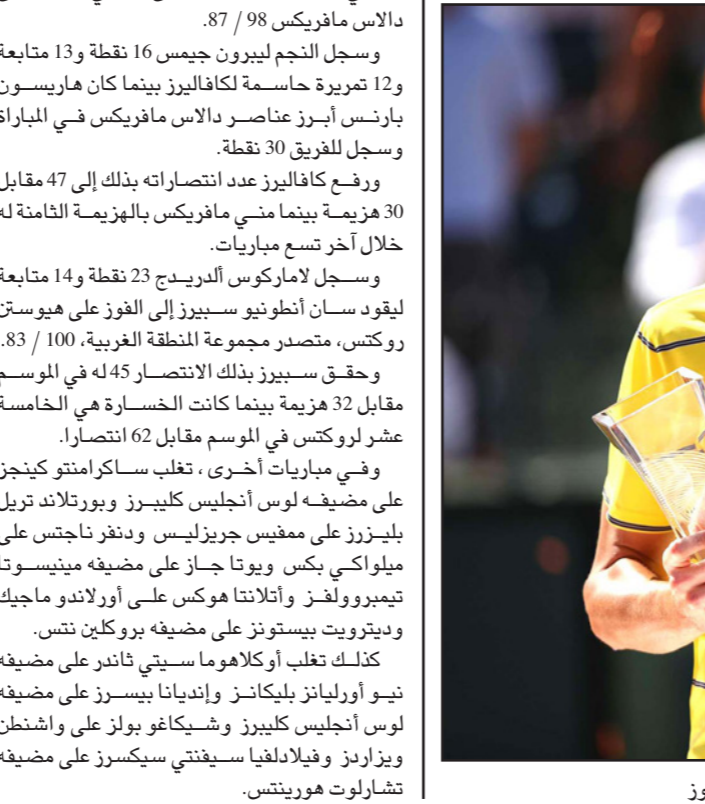 دالاس مافريكس 98 / 87.
وسجل النجم ليبرون جيمس 16 نقطة و13 متابعة
و12 تمريرة حاسمة لكافاليرز بينما كان هاريسون
بارنس أبرز عناصر دالاس مافريكس في المباراة
وسجل للفريق 30 نقطة.
ورفع كافاليرز عدد انتصاراته بذلك إلى 47 مقابل
30 هزيمة بينما مني مافريكس بالهزيمة الثامنة له
خلال آخر تسع مباريات.
وسجل لاماركوس ألدريدج 23 نقطة و14 متابعة
ليقود سان أنطونيو سبيرز إلى الفوز على هيوستن
روكتس، متصدر مجموعة المنطقة الغربية، 100 / 83.
وحقق سبيرز بذلك الانتصار 45 له في الموسم
مقابل 32 هزيمة بينما كانت الخسارة هي الخامسة
عشر لروكتس في الموسم مقابل 62 انتصارا.
وفي مباريات أخرى ، تغلب ساكرامنتو كينجز
على مضيفه لوس أنجليس كليبرز وبورتلاند تريل
بليزرز على ممفيس جريزليس ودنفر ناجتس على
ميلواكي بكس ويوتا جاز على مضيفه مينيسوتا
تيمبروولفز وأتلانتا هوكس على أورلاندو ماجيك
وديترويت بيستونز على مضيفه بروكلين نتس.
كذلك تغلب أوكلاهوما سيتي ثاندر على مضيفه
نيو أورليانز بليكانز وإنديانا بيسرز على مضيفه
لوس أنجليس كليبرز وشيكاغو بولز على واشنطن
ويزاردز وفيلادلفيا سيفنتي سيكسرز على مضيفه
تشارلوت هورينتس.